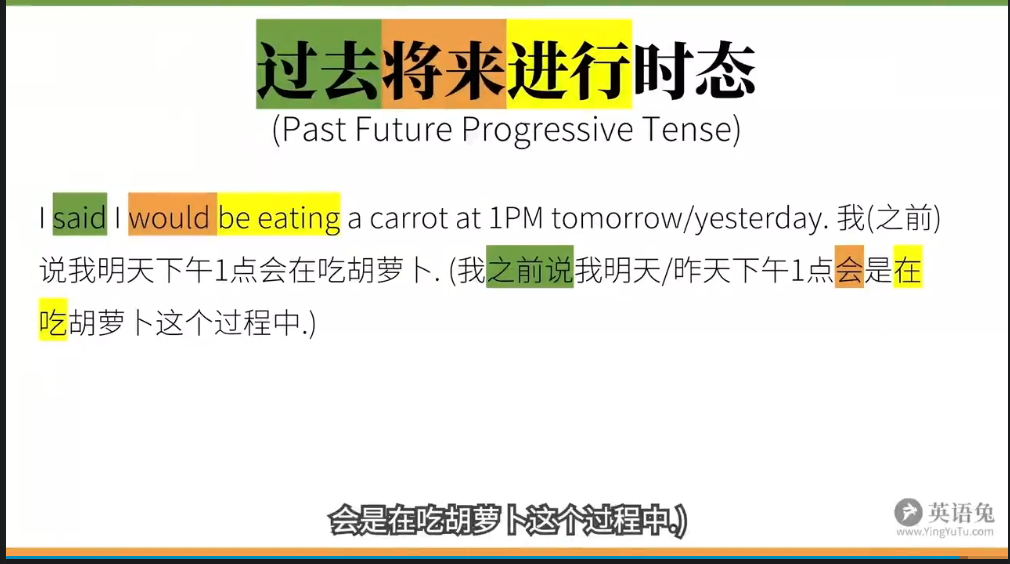 过去将来进行时态
(Past Future Progressive Tense)
I said I would be eating a carrot at 1PM tomorrow/yesterday. 我(之前)
说我明天下午1点会在吃胡萝卜. (我之前说我明天/昨天下午1点会是在
吃胡萝卜这个过程中.)
会是在吃胡萝卜这个过程中.)
英语兔
www.YingYuTu.com